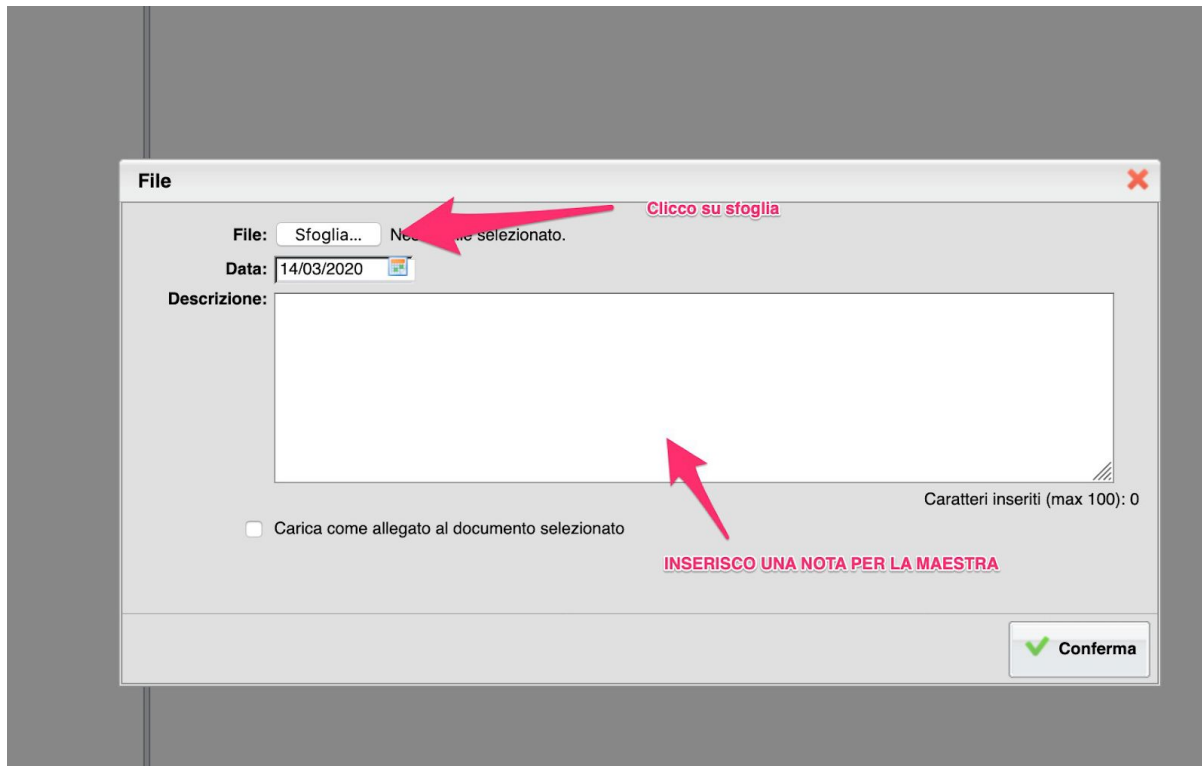 File
Clicco su sfoglia
File: Sfoglia... selezionato.
Data: 14/03/2020
Descrizione:
Caratteri inseriti (max 100): 0
Carica come allegato al documento selezionato
INSERISCO UNA NOTA PER LA MAESTRA
Conferma